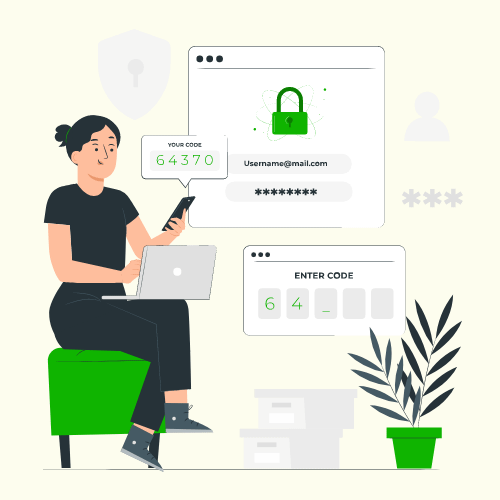 YOUR CODE
64370
Username@mail.com
********
***
ENTER CODE
6 4 _